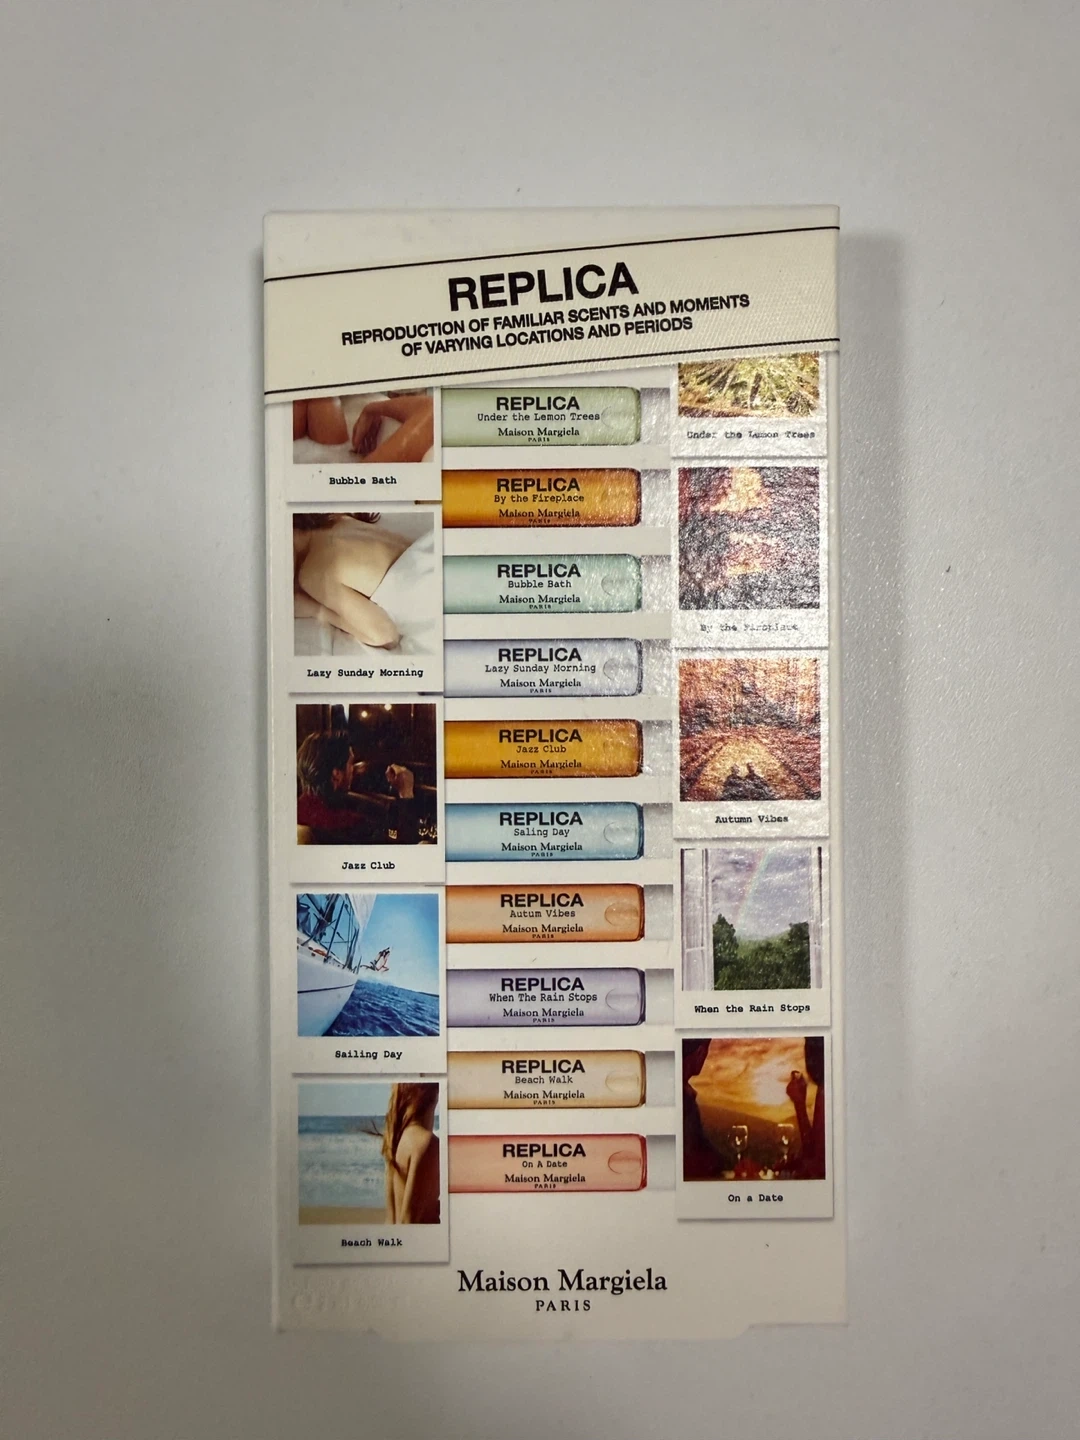 REPLICA
REPRODUCTION OF FAMILIAR SCENTS AND MOMENTS
OF VARYING LOCATIONS AND PERIODS
Bubble Bath
Lazy Sunday Morning
Jazz Club
Sailing Day
Beach Walk
REPLICA
Under the Lemon Trees
Maison Margiela
PARIS
REPLICA
By the Fireplace
Maison Margiela
PARIS
REPLICA
Bubble Bath
Maison Margiela
PARIS
REPLICA
Lazy Sunday Morning
Maison Margiela
PARIS
REPLICA
Jazz Club
Maison Margiela
PARIS
REPLICA
Saling Day
Maison Margiela
PARIS
REPLICA
Autum Vibes
Maison Margiela
PARIS
REPLICA
When The Rain Stops
Maison Margiela
PARIS
REPLICA
Beach Walk
Maison Margiela
PARIS
REPLICA
On A Date
Maison Margiela
PARIS
Under the Lemon Trees
By the Fireplace
Autumn Vibes
When the Rain Stops
On a Date
Maison Margiela
PARIS